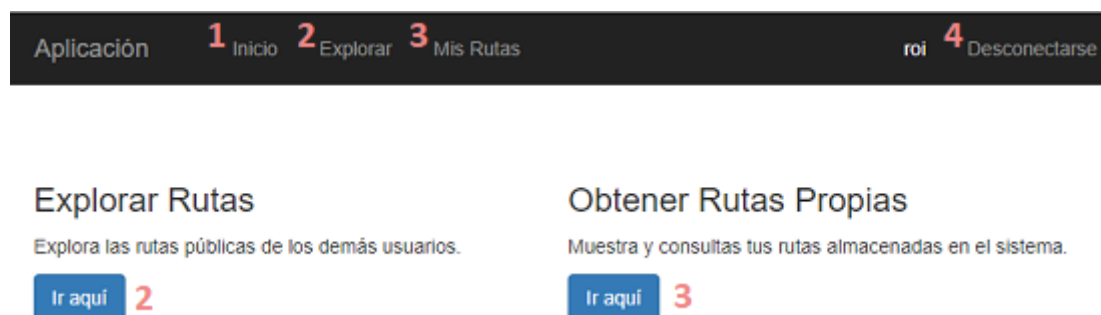 Aplicación 1 Inicio 2 Explorar 3 Mis Rutas roi 4 Desconectarse
Explorar Rutas
Explora las rutas públicas de los demás usuarios.
Ir aquí 2
Obtener Rutas Propias
Muestra y consultas tus rutas almacenadas en el sistema.
Ir aquí 3